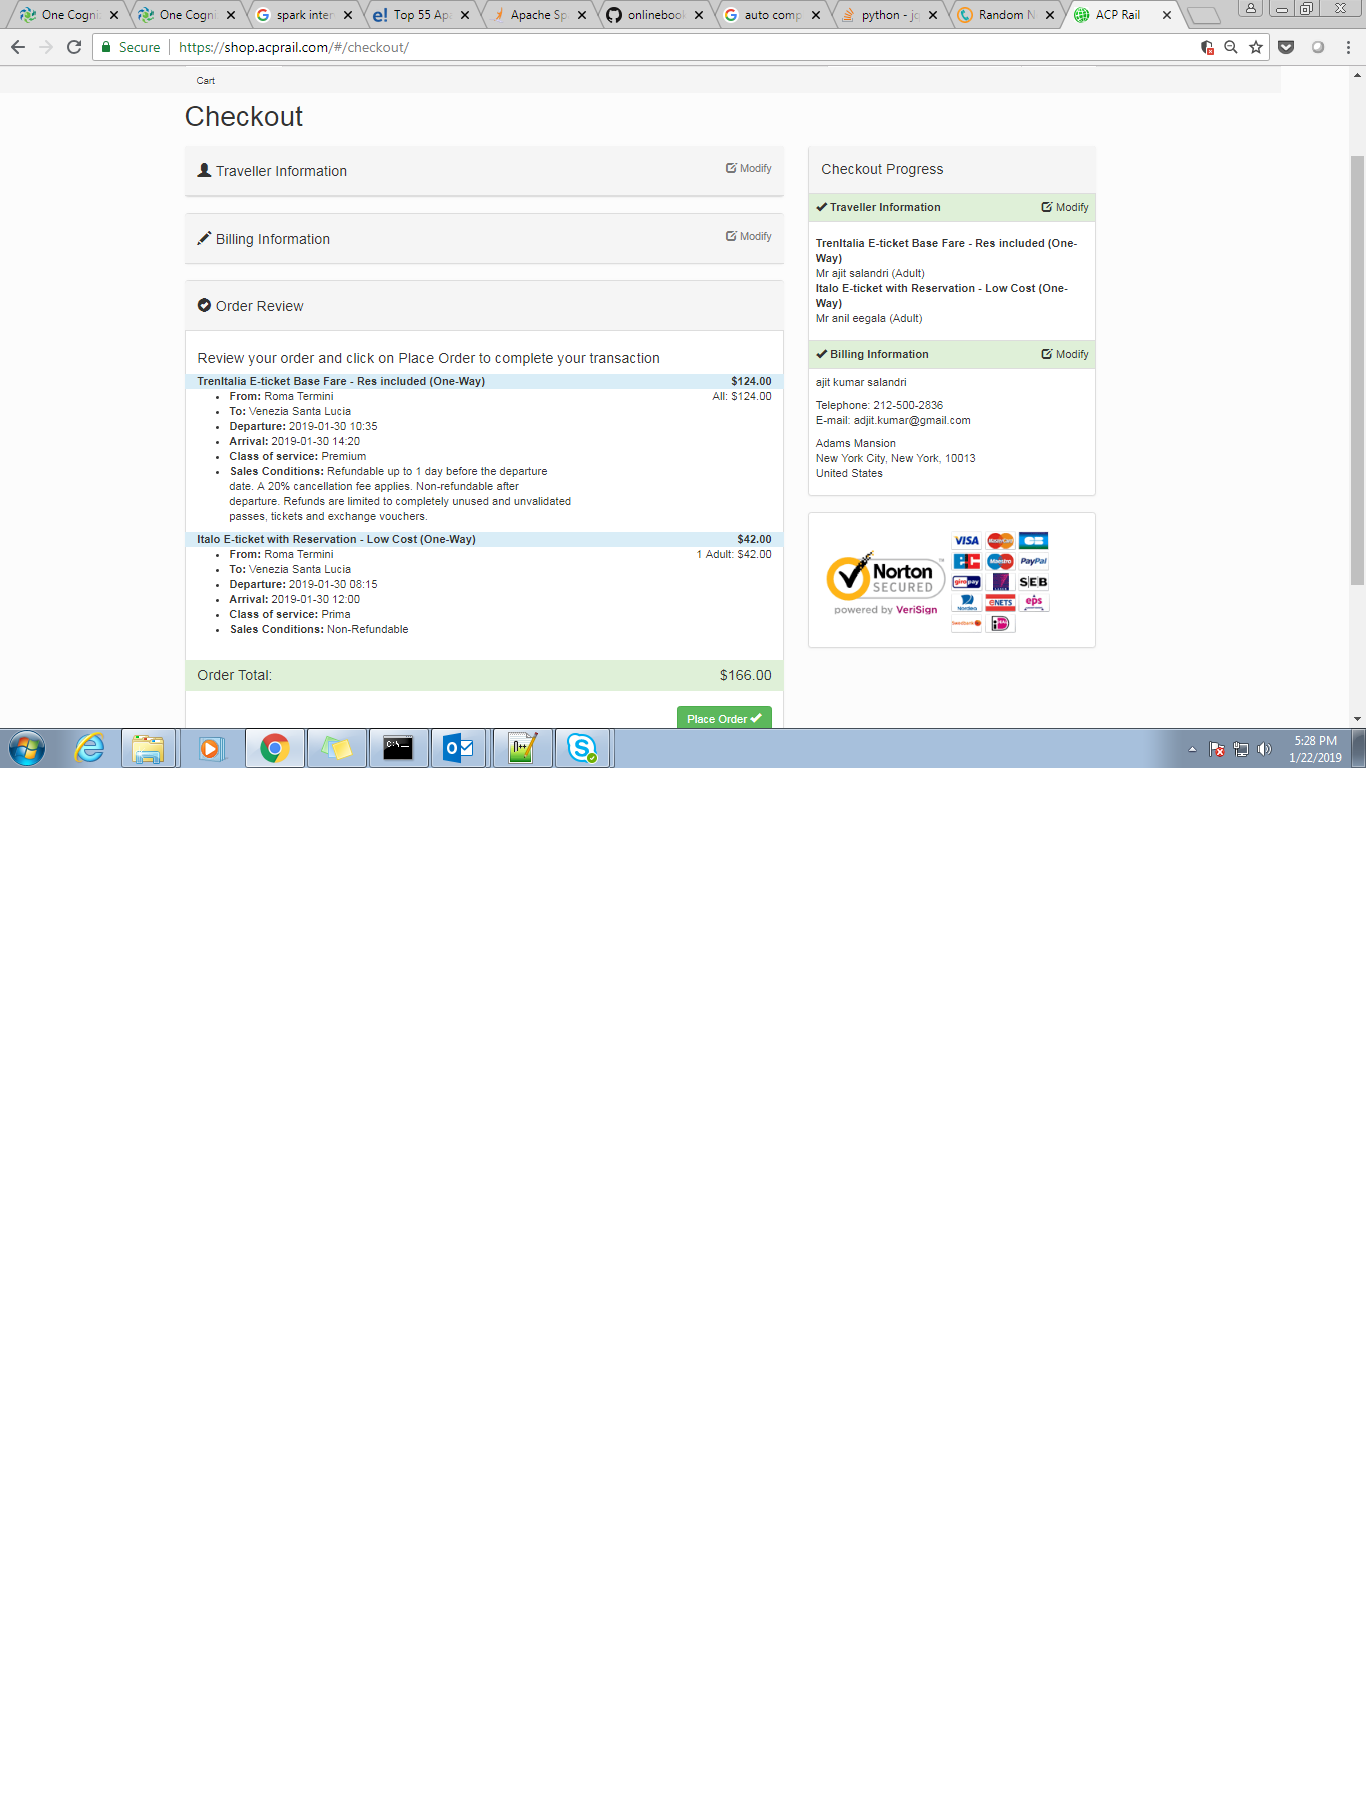 One Cogni
One Cogni
spark inter
Top 55 Apa
Apache Sp
onlinebook
auto comp
python - jq
Random N
ACP Rail
Secure
https://shop.acprail.com/#/checkout/
Cart
Checkout
Traveller Information
Modify
Billing Information
Modify
Order Review
Review your order and click on Place Order to complete your transaction
TrenItalia E-ticket Base Fare - Res included (One-Way) $124.00
From: Roma Termini All: $124.00
To: Venezia Santa Lucia
Departure: 2019-01-30 10:35
Arrival: 2019-01-30 14:20
Class of service: Premium
Sales Conditions: Refundable up to 1 day before the departure
date. A 20% cancellation fee applies. Non-refundable after
departure. Refunds are limited to completely unused and unvalidated
passes, tickets and exchange vouchers.
Italo E-ticket with Reservation - Low Cost (One-Way) $42.00
From: Roma Termini 1 Adult: $42.00
To: Venezia Santa Lucia
Departure: 2019-01-30 08:15
Arrival: 2019-01-30 12:00
Class of service: Prima
Sales Conditions: Non-Refundable
Order Total: $166.00
Place Order
Checkout Progress
Traveller Information Modify
TrenItalia E-ticket Base Fare - Res included (One-
Way)
Mr ajit salandri (Adult)
Italo E-ticket with Reservation - Low Cost (One-
Way)
Mr anil eegala (Adult)
Billing Information Modify
ajit kumar salandri
Telephone: 212-500-2836
E-mail: adjit.kumar@gmail.com
Adams Mansion
New York City, New York, 10013
United States
Norton
SECURED
powered by VeriSign
VISA MasterCard CB
EC Maestro PayPal
giropay SEB
Nordea eNETS eps
Swedbank iDEAL
5:28 PM
1/22/2019